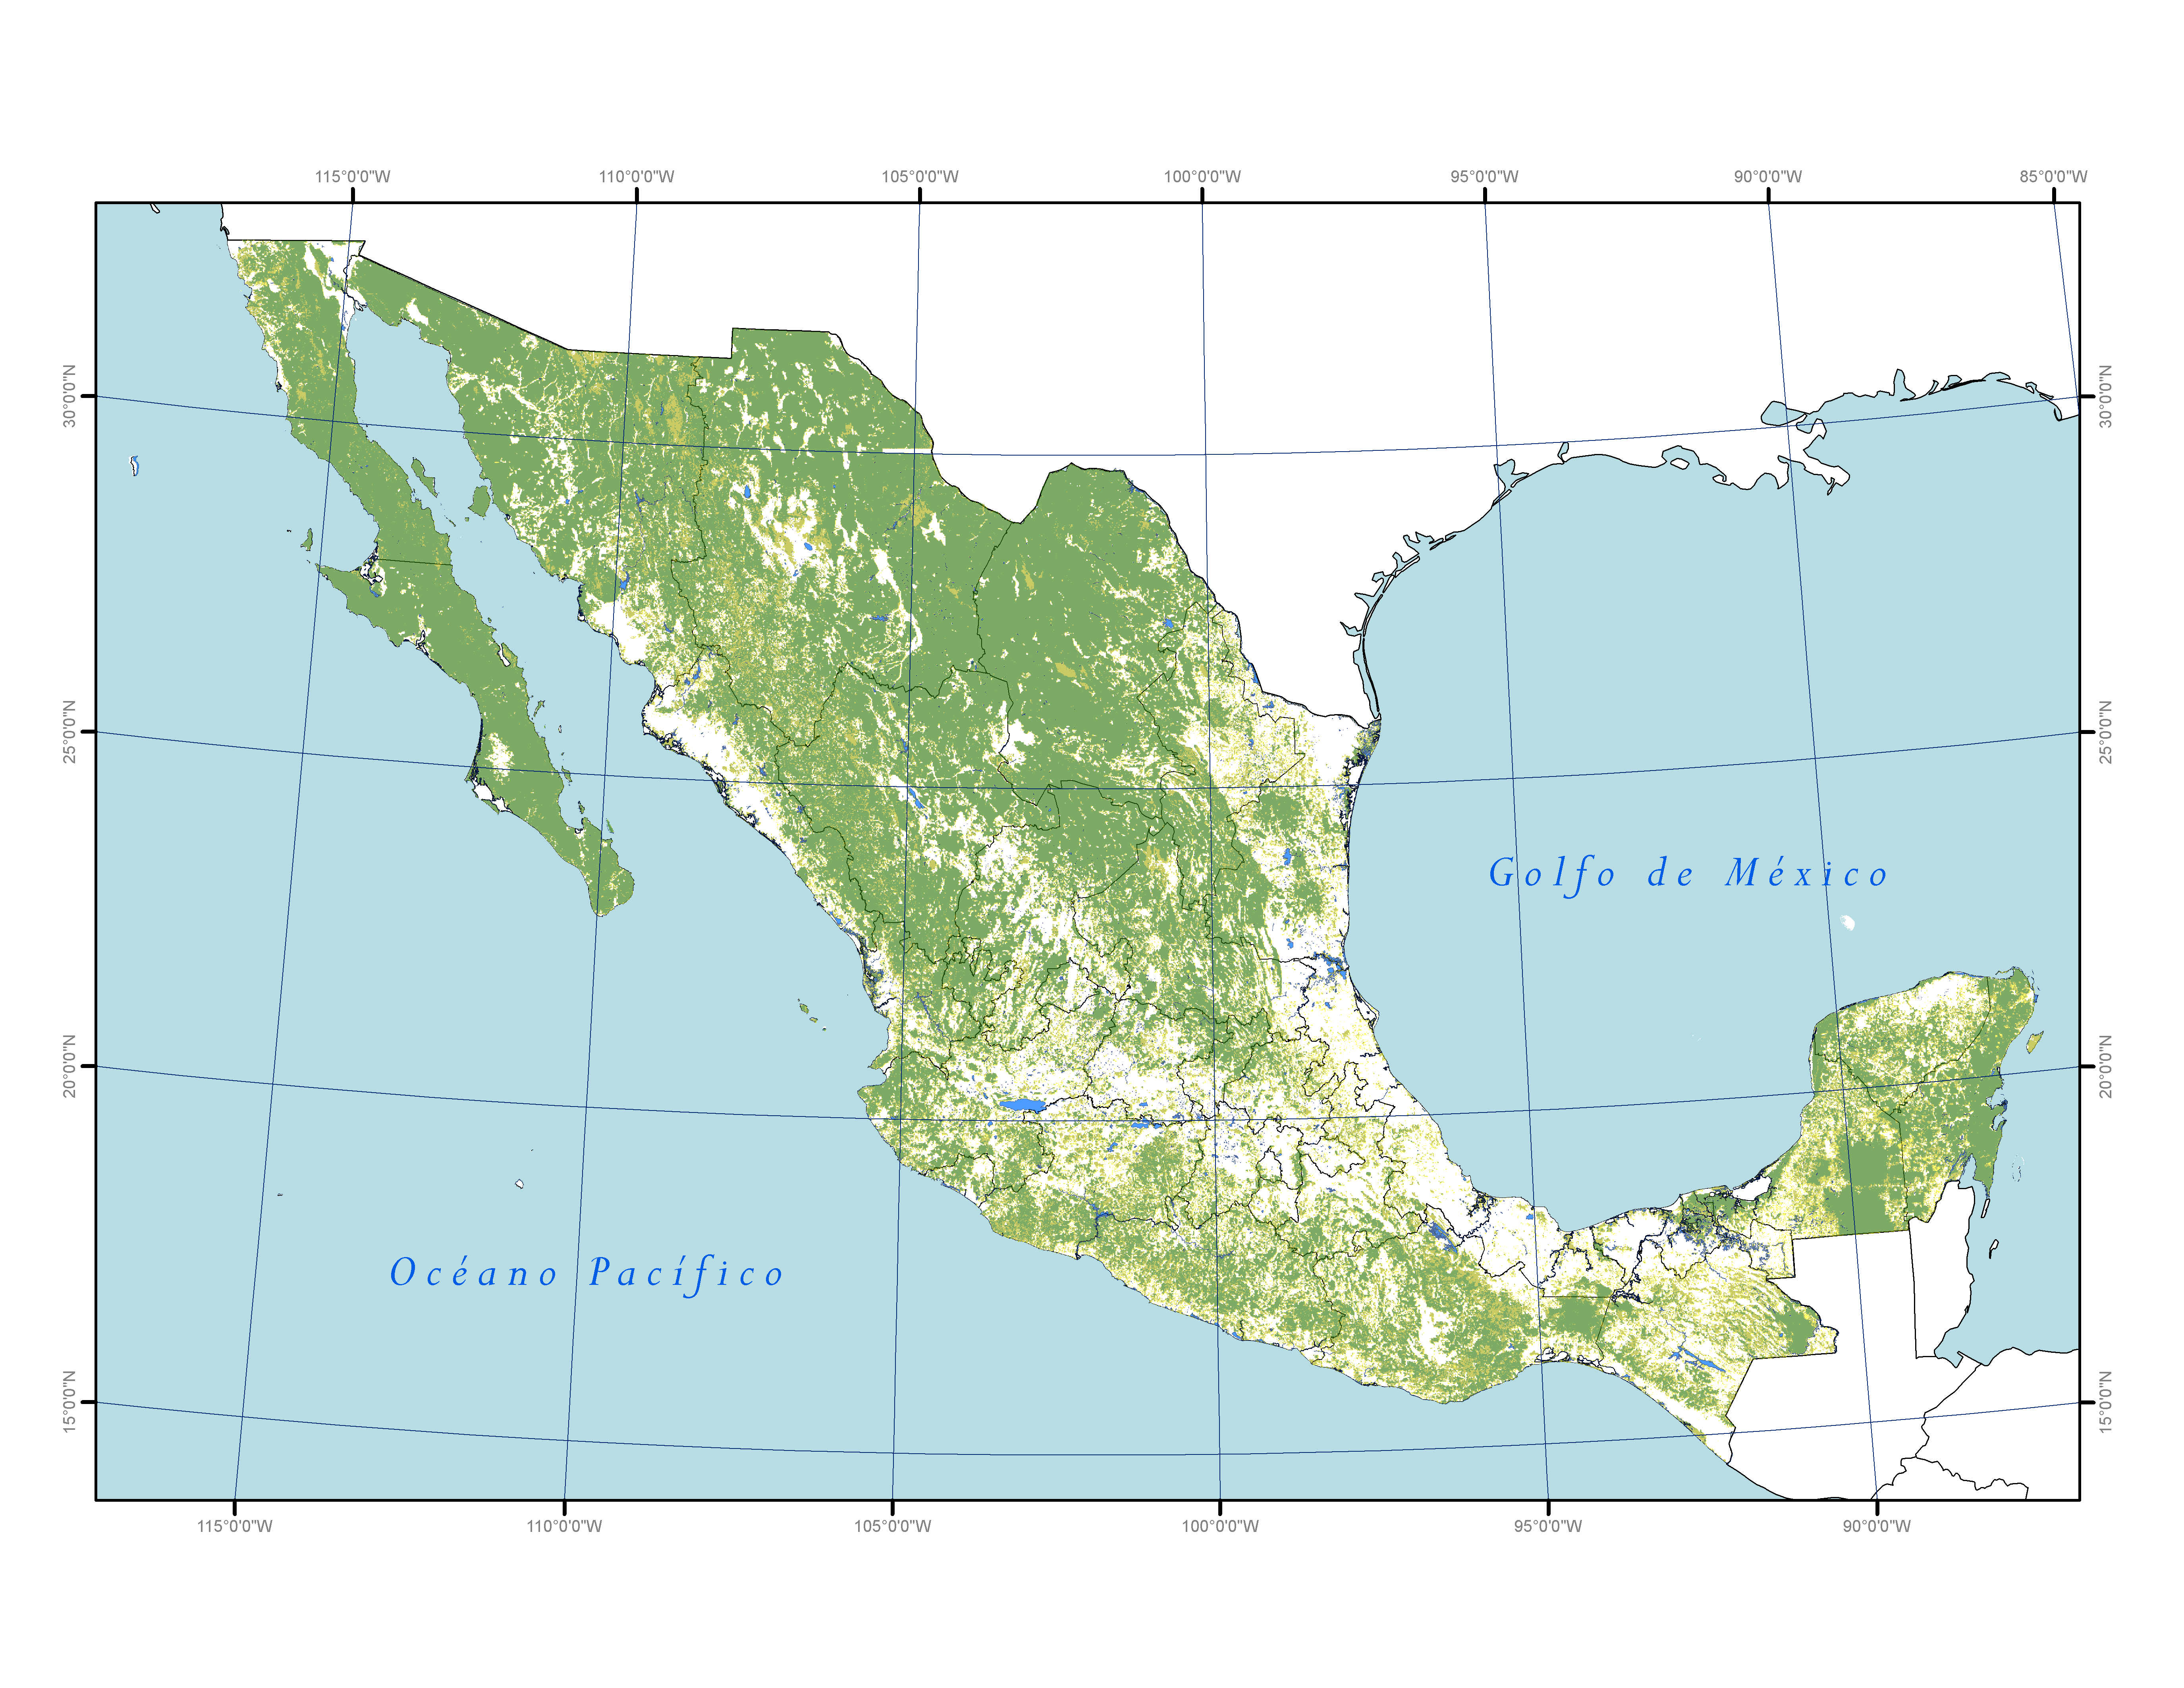 115°0'0"W 110°0'0"W 105°0'0"W 100°0'0"W 95°0'0"W 90°0'0"W 85°0'0"W
30°0'0"N 30°0'0"N
25°0'0"N 25°0'0"N
Golfo de México
20°0'0"N 20°0'0"N
Océano Pacífico
15°0'0"N 15°0'0"N
115°0'0"W 110°0'0"W 105°0'0"W 100°0'0"W 95°0'0"W 90°0'0"W